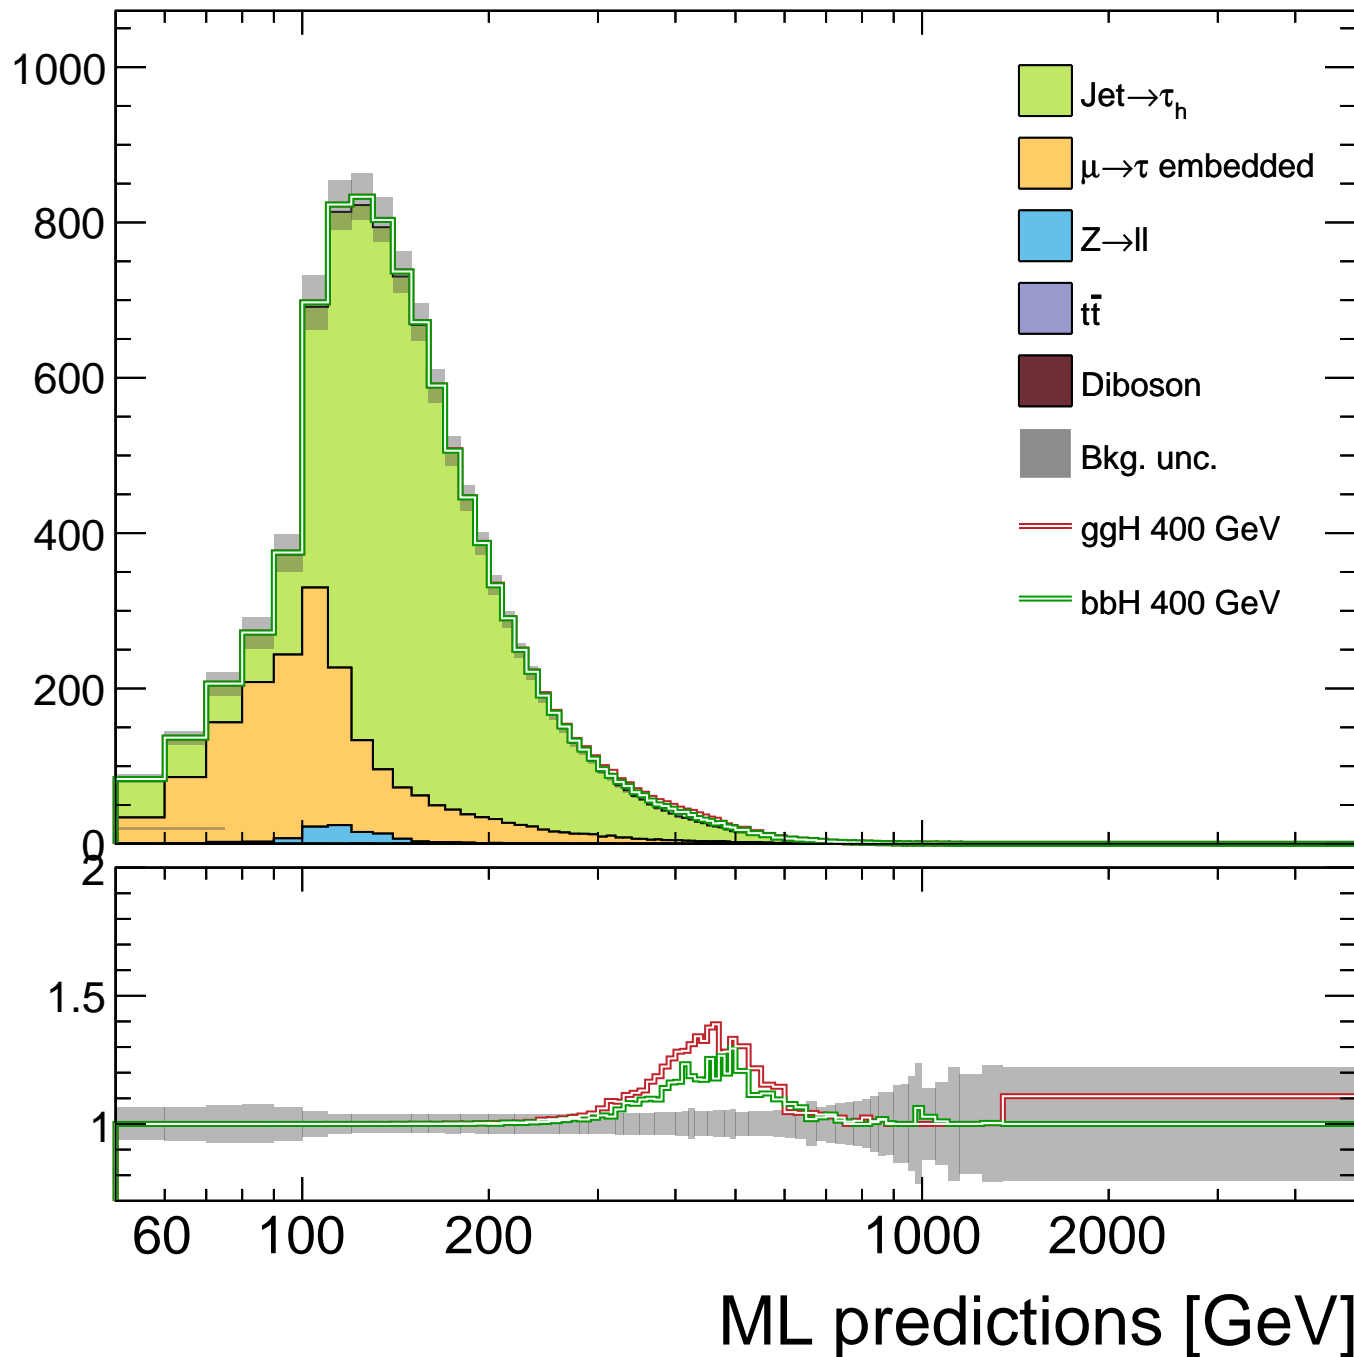 1000
800
600
400
200
0
Jet→τh
μ→τ embedded
Z→ll
tt̄
Diboson
Bkg. unc.
ggH 400 GeV
bbH 400 GeV
2
1.5
1
60 100 200 1000 2000
ML predictions [GeV]